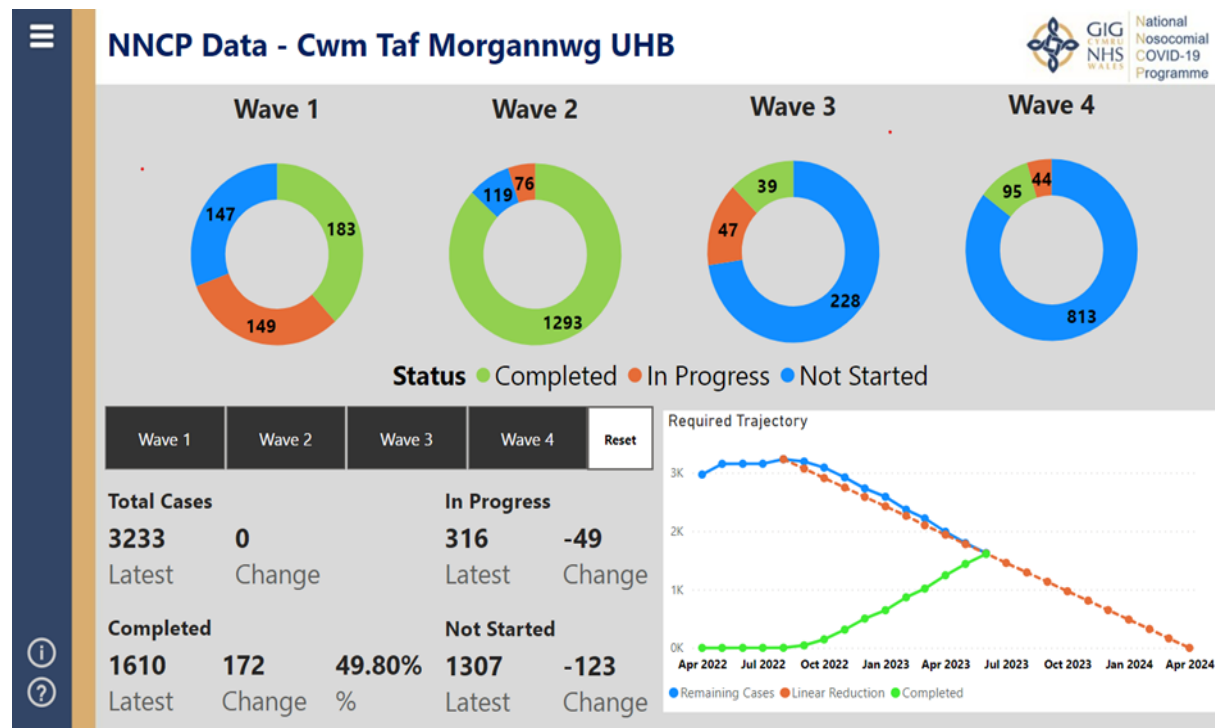 NNCP Data - Cwm Taf Morgannwg UHB
GIG
CYMRU
NHS
WALES
National
Nosocomial
COVID-19
Programme
Wave 1
Wave 2
Wave 3
Wave 4
147
183
149
119
76
1293
39
47
228
95
44
813
Status Completed In Progress Not Started
Wave 1
Wave 2
Wave 3
Wave 4
Reset
Total Cases
3233 0
Latest Change
In Progress
316 -49
Latest Change
Completed
1610 172 49.80%
Latest Change %
Not Started
1307 -123
Latest Change
Required Trajectory
3K
2K
1K
0K
Apr 2022 Jul 2022 Oct 2022 Jan 2023 Apr 2023 Jul 2023 Oct 2023 Jan 2024 Apr 2024
Remaining Cases Linear Reduction Completed
i
?